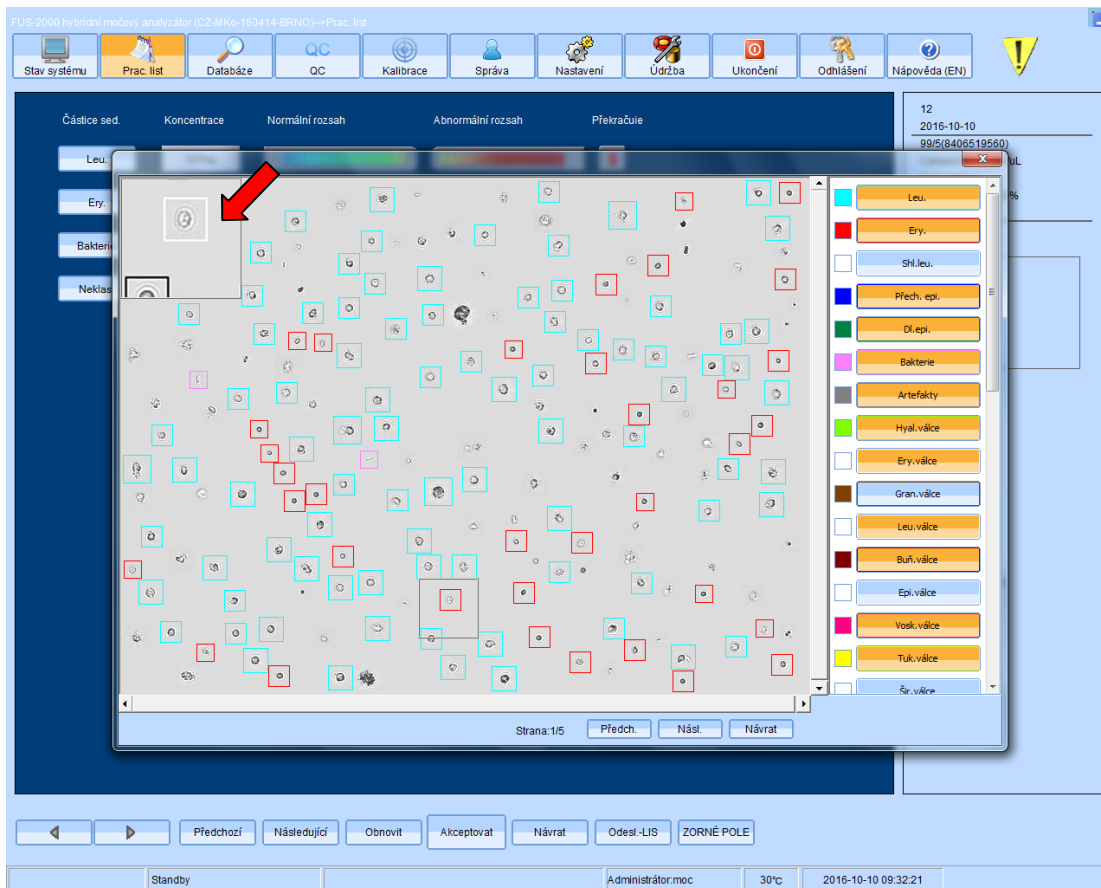 FUS-2000 hybridní močový analyzátor (CZ-MKo-160414-BRNO)-->Prac. list
QC
Stav systému Prac. list Databáze QC Kalibrace Správa Nastavení Údržba Ukončení Odhlášení Nápověda (EN)
Částice sed. Koncentrace Normální rozsah Abnormální rozsah Překračuie
12
2016-10-10
99/5(8406519560)
Leu.
uL
Ery.
%
Bakteri
Neklas
Leu.
Ery.
Shl.leu.
Přech. epi.
Dl.epi.
Bakterie
Artefakty
Hyal.válce
Ery.válce
Gran.válce
Leu.válce
Buň.válce
Epi.válce
Vosk.válce
Tuk.válce
Šir.válce
Strana:1/5 Předch. Násl. Návrat
Předchozí Následující Obnovit Akceptovat Návrat Odesl.-LIS ZORNÉ POLE
Standby Administrátor:moc 30°C 2016-10-10 09:32:21